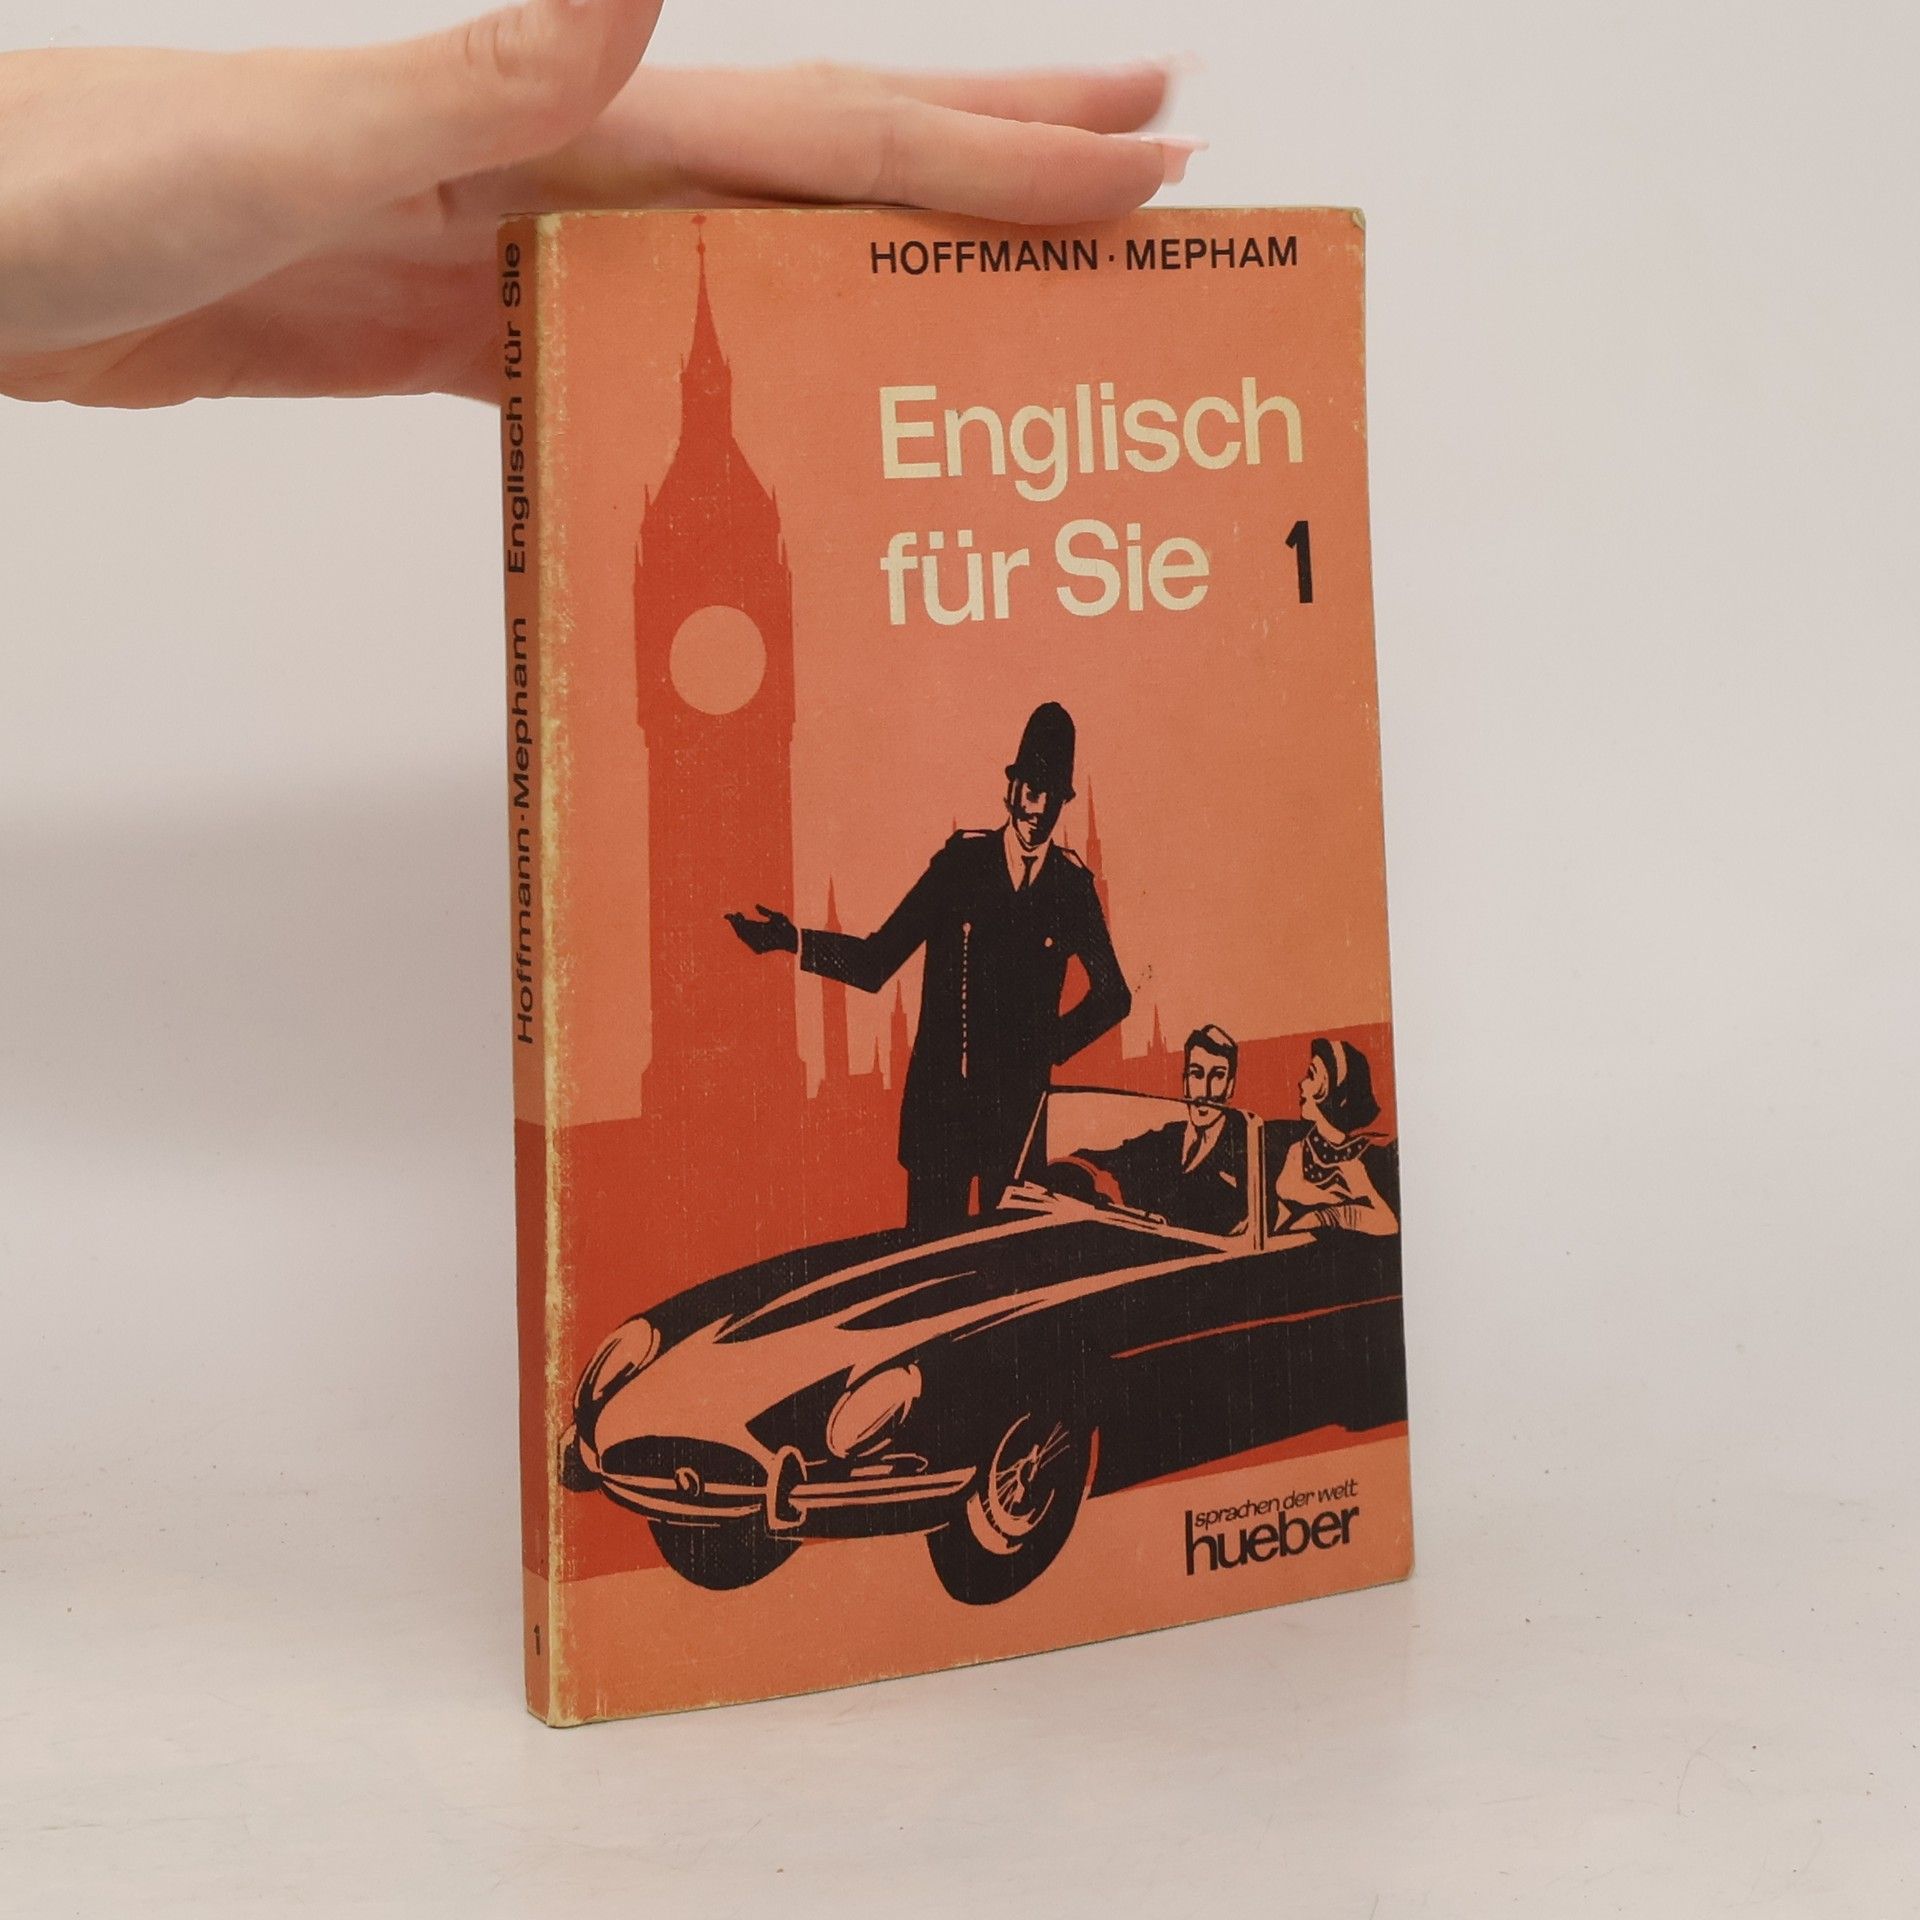 HOFFMANN · MEPHAM
Englisch
für Sie 1
sprachen der welt
hueber
Hoffmann·Mepham Englisch für Sie
1